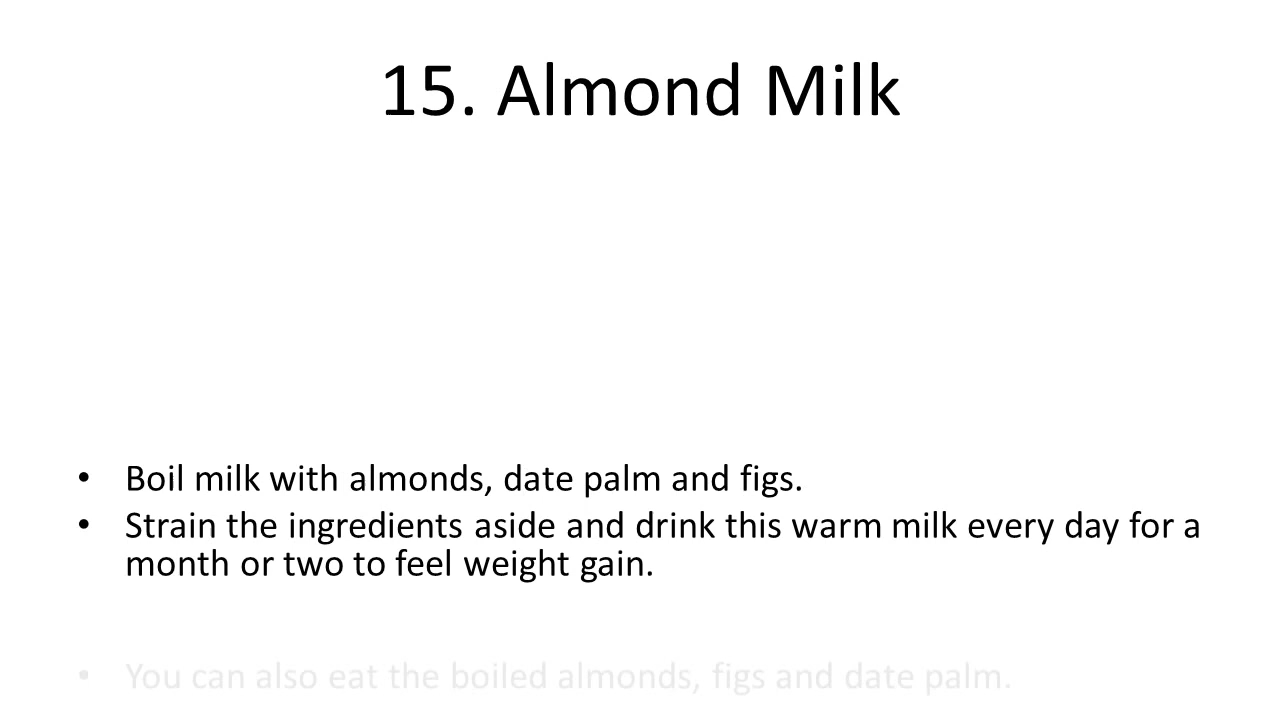 15. Almond Milk
• Boil milk with almonds, date palm and figs.
• Strain the ingredients aside and drink this warm milk every day for a
month or two to feel weight gain.
• You can also eat the boiled almonds, figs and date palm.